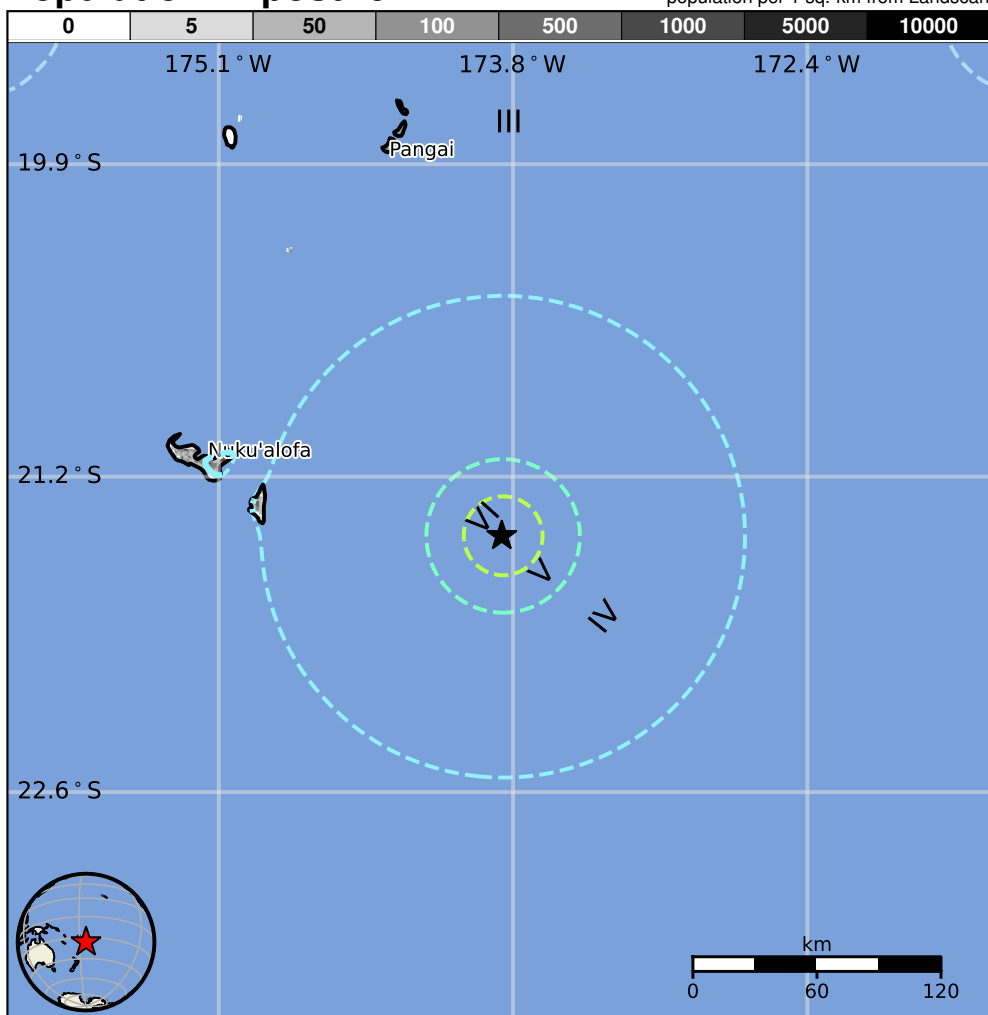 population per 1 sq. km from Landscan
0 5 50 100 500 1000 5000 10000
175.1°W 173.8°W 172.4°W
III
Pangai
19.9°S
Nuku'alofa
21.2°S
VI
V
IV
22.6°S
km
0 60 120